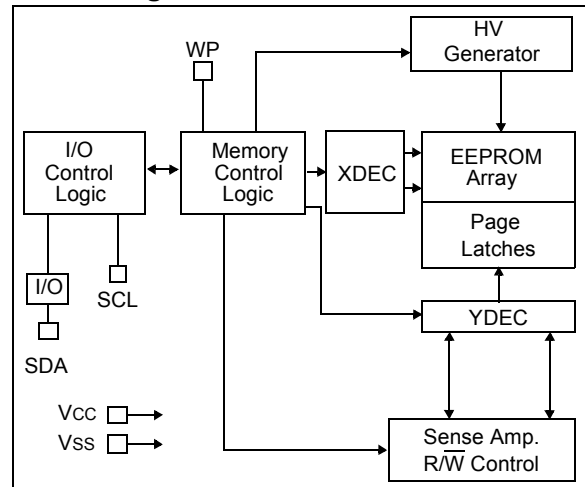 HV
Generator
WP
I/O
Control
Logic
Memory
Control
Logic
XDEC
EEPROM
Array
Page
Latches
I/O
SCL
SDA
YDEC
VCC
VSS
Sense Amp.
R/W̅ Control